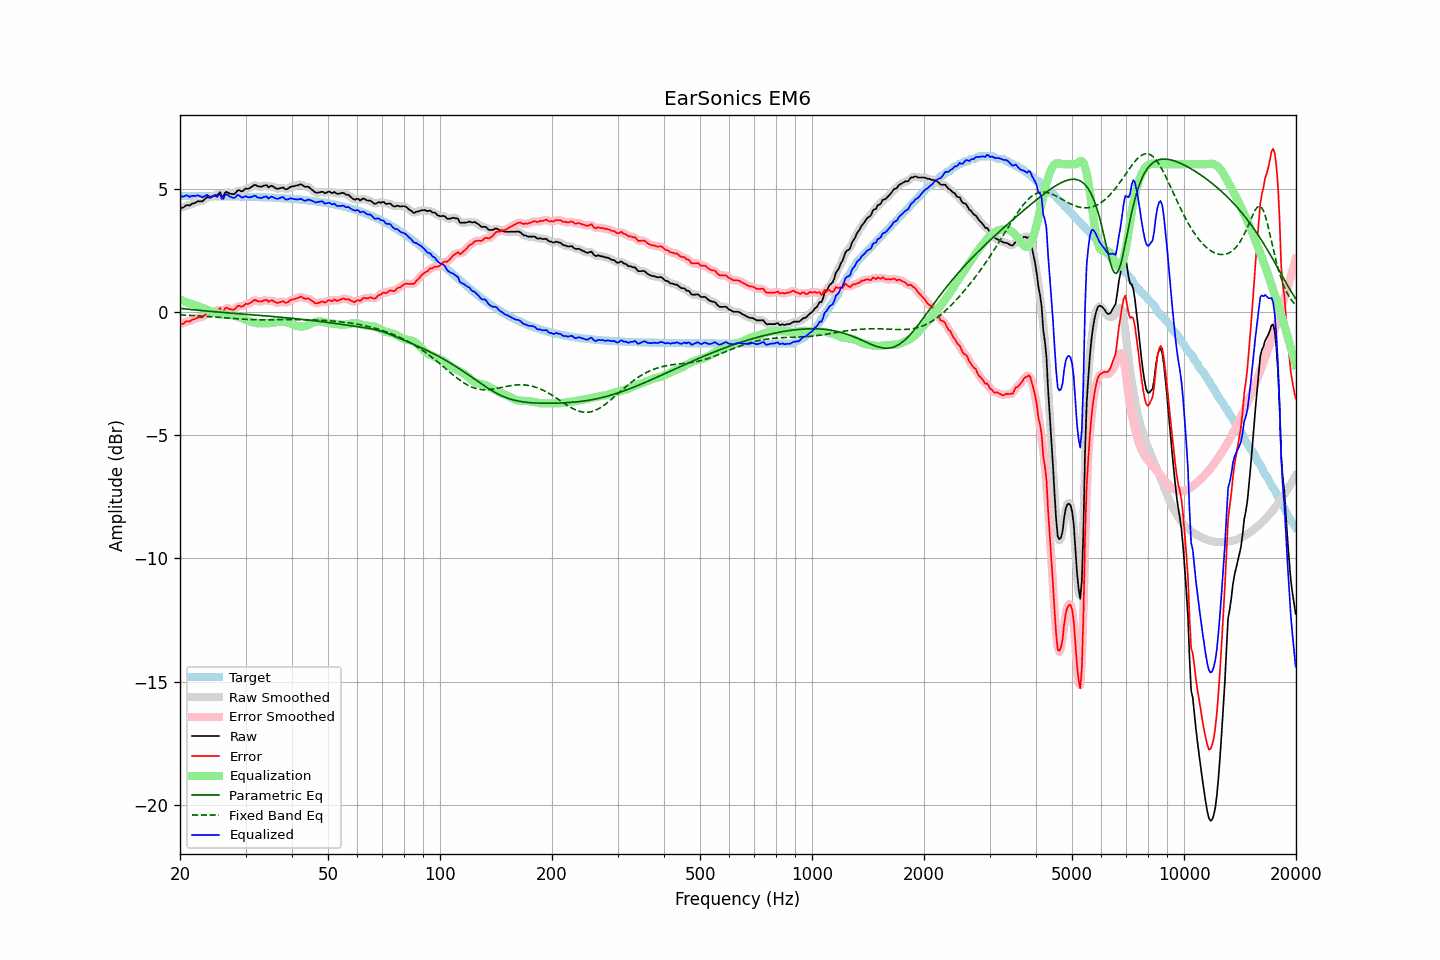 EarSonics EM6
Amplitude (dBr)
5
0
−5
−10
−15
−20
Target
Raw Smoothed
Error Smoothed
Raw
Error
Equalization
Parametric Eq
Fixed Band Eq
Equalized
20 50 100 200 500 1000 2000 5000 10000 20000
Frequency (Hz)